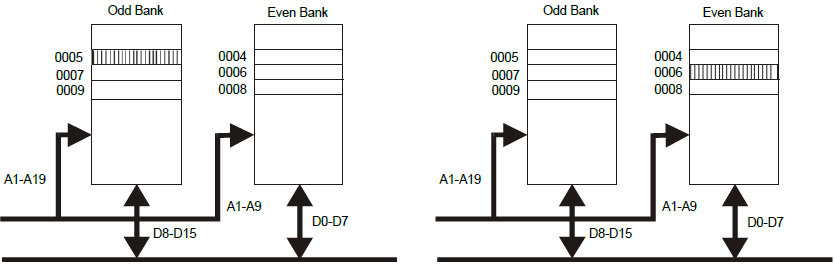 Odd Bank
Even Bank
0005
0007
0009
0004
0006
0008
A1-A19
A1-A9
D8-D15
D0-D7
Odd Bank
Even Bank
0005
0007
0009
0004
0006
0008
A1-A19
A1-A9
D8-D15
D0-D7